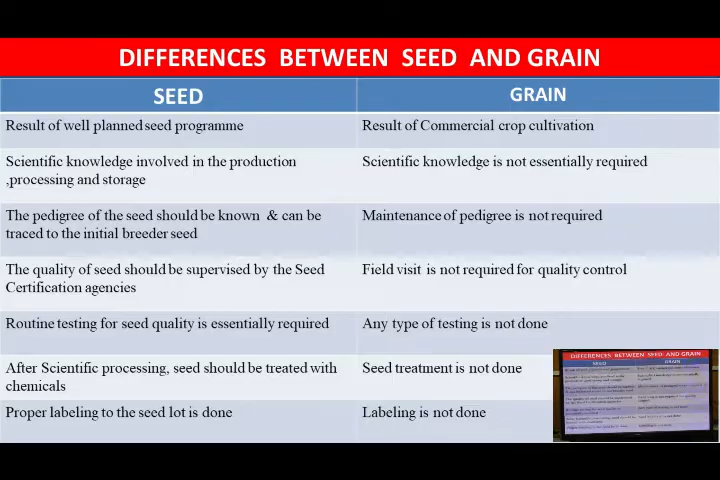 DIFFERENCES BETWEEN SEED AND GRAIN
SEED
GRAIN
Result of well planned seed programme
Result of Commercial crop cultivation
Scientific knowledge involved in the production
,processing and storage
Scientific knowledge is not essentially required
The pedigree of the seed should be known & can be
traced to the initial breeder seed
Maintenance of pedigree is not required
The quality of seed should be supervised by the Seed
Certification agencies
Field visit is not required for quality control
Routine testing for seed quality is essentially required
Any type of testing is not done
After Scientific processing, seed should be treated with
chemicals
Seed treatment is not done
Proper labeling to the seed lot is done
Labeling is not done
DIFFERENCES BETWEEN SEED AND GRAIN
SEED
GRAIN